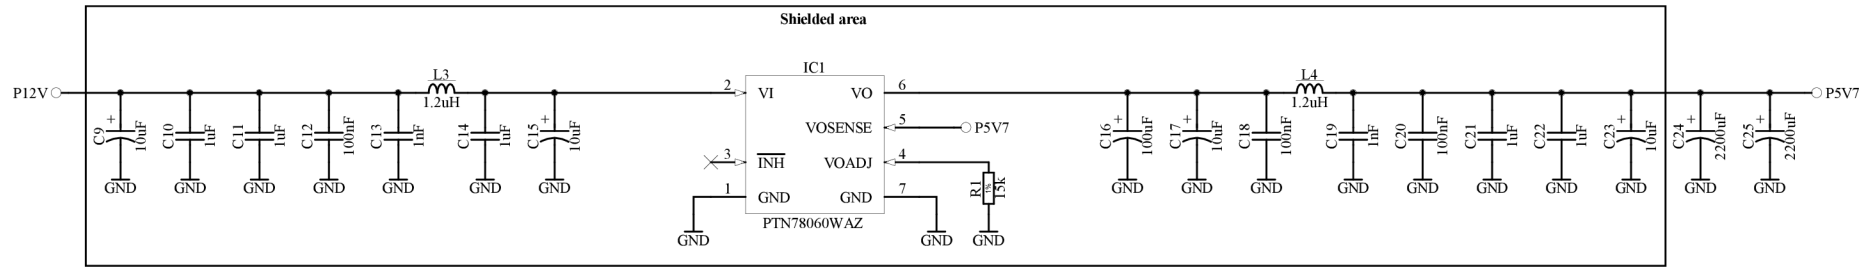 Shielded area
P12V
C9
+
10uF
GND
C10
1uF
GND
C11
1uF
GND
C12
100nF
GND
C13
1nF
GND
L3
1.2uH
C14
1uF
GND
C15
+
10uF
GND
IC1
2
VI
VO
6
VOSENSE
5
P5V7
3
INH
VOADJ
4
1
GND
GND
7
PTN78060WAZ
GND
GND
R1
1%
15k
GND
C16
+
100uF
GND
C17
+
10uF
GND
C18
100nF
GND
L4
1.2uH
C19
1nF
GND
C20
100nF
GND
C21
1uF
GND
C22
1uF
GND
C23
+
10uF
GND
C24
+
2200uF
GND
C25
+
2200uF
GND
P5V7